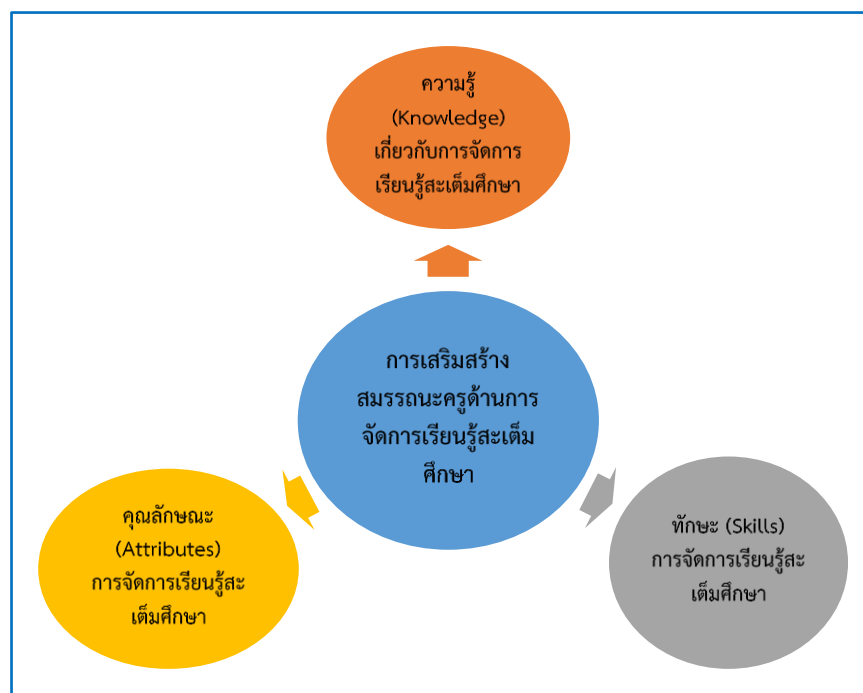 ความรู้
(Knowledge)
เกี่ยวกับการจัดการ
เรียนรู้สะเต็มศึกษา
การเสริมสร้าง
สมรรถนะครูด้านการ
จัดการเรียนรู้สะเต็ม
ศึกษา
คุณลักษณะ
(Attributes)
การจัดการเรียนรู้สะ
เต็มศึกษา
ทักษะ (Skills)
การจัดการเรียนรู้สะ
เต็มศึกษา